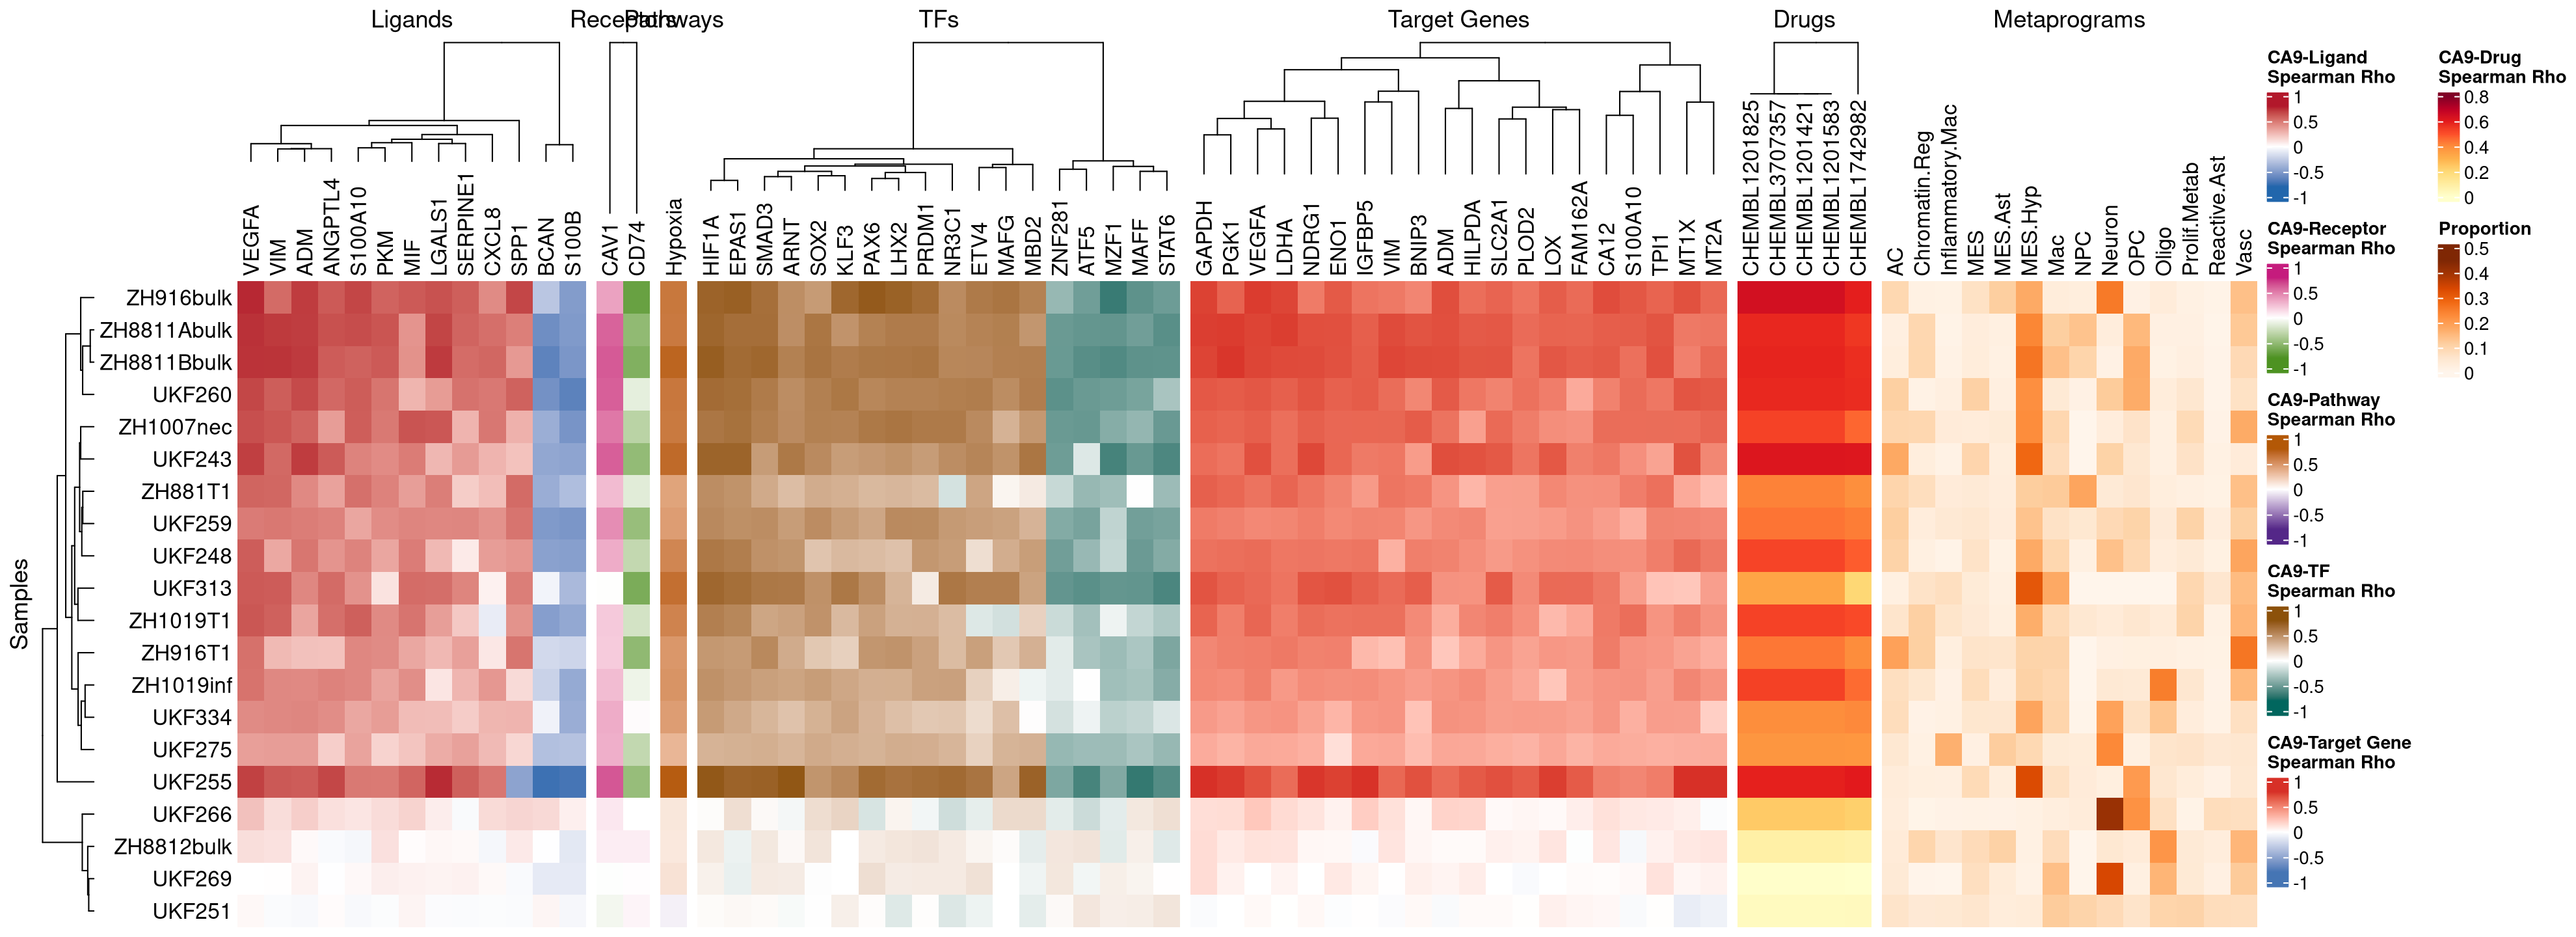 Ligands
Receptors
Pathways
TFs
Target Genes
Drugs
Metaprograms
VEGFA
VIM
ADM
ANGPTL4
S100A10
PKM
MIF
LGALS1
SERPINE1
CXCL8
SPP1
BCAN
S100B
CAV1
CD74
Hypoxia
HIF1A
EPAS1
SMAD3
ARNT
SOX2
KLF3
PAX6
LHX2
PRDM1
NR3C1
ETV4
MAFG
MBD2
ZNF281
ATF5
MZF1
MAFF
STAT6
GAPDH
PGK1
VEGFA
LDHA
NDRG1
ENO1
IGFBP5
VIM
BNIP3
ADM
HILPDA
SLC2A1
PLOD2
LOX
FAM162A
CA12
S100A10
TPI1
MT1X
MT2A
CHEMBL1201825
CHEMBL3707357
CHEMBL1201421
CHEMBL1201583
CHEMBL1742982
AC
Chromatin.Reg
Inflammatory.Mac
MES
MES.Ast
MES.Hyp
Mac
NPC
Neuron
OPC
Oligo
Prolif.Metab
Reactive.Ast
Vasc
Samples
ZH916bulk
ZH8811Abulk
ZH8811Bbulk
UKF260
ZH1007nec
UKF243
ZH881T1
UKF259
UKF248
UKF313
ZH1019T1
ZH916T1
ZH1019inf
UKF334
UKF275
UKF255
UKF266
ZH8812bulk
UKF269
UKF251
CA9-Ligand
Spearman Rho
1
0.5
0
-0.5
-1
CA9-Receptor
Spearman Rho
1
0.5
0
-0.5
-1
CA9-Pathway
Spearman Rho
1
0.5
0
-0.5
-1
CA9-TF
Spearman Rho
1
0.5
0
-0.5
-1
CA9-Target Gene
Spearman Rho
1
0.5
0
-0.5
-1
CA9-Drug
Spearman Rho
0.8
0.6
0.4
0.2
0
Proportion
0.5
0.4
0.3
0.2
0.1
0